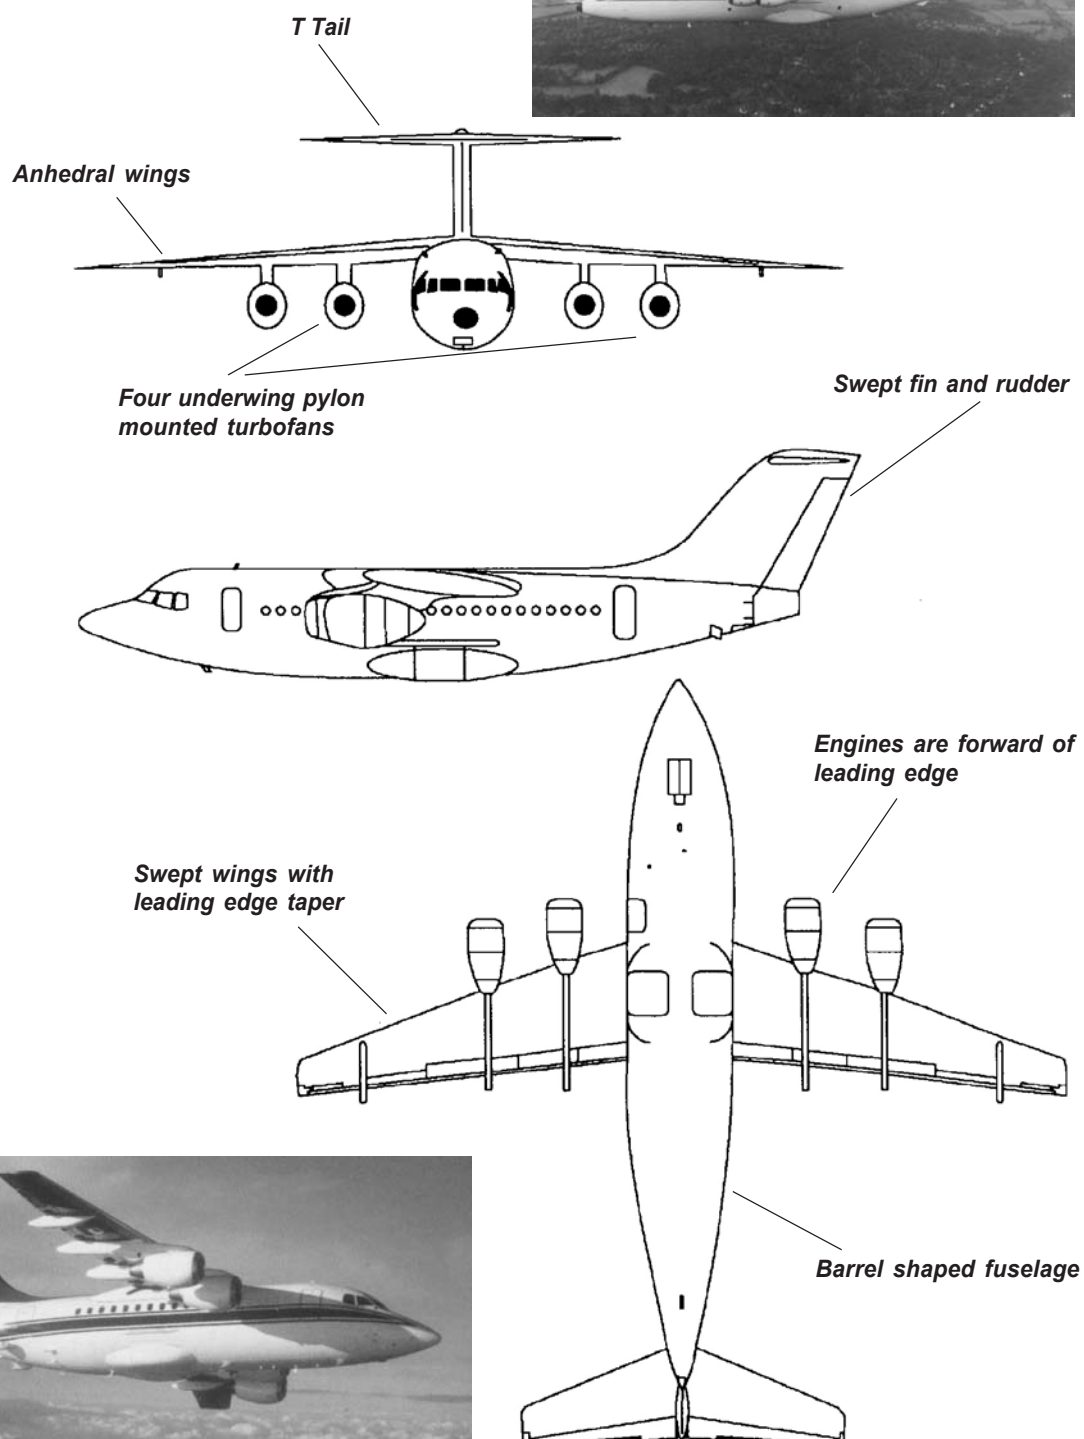 T Tail
Anhedral wings
Four underwing pylon
mounted turbofans
Swept fin and rudder
Engines are forward of
leading edge
Swept wings with
leading edge taper
Barrel shaped fuselage